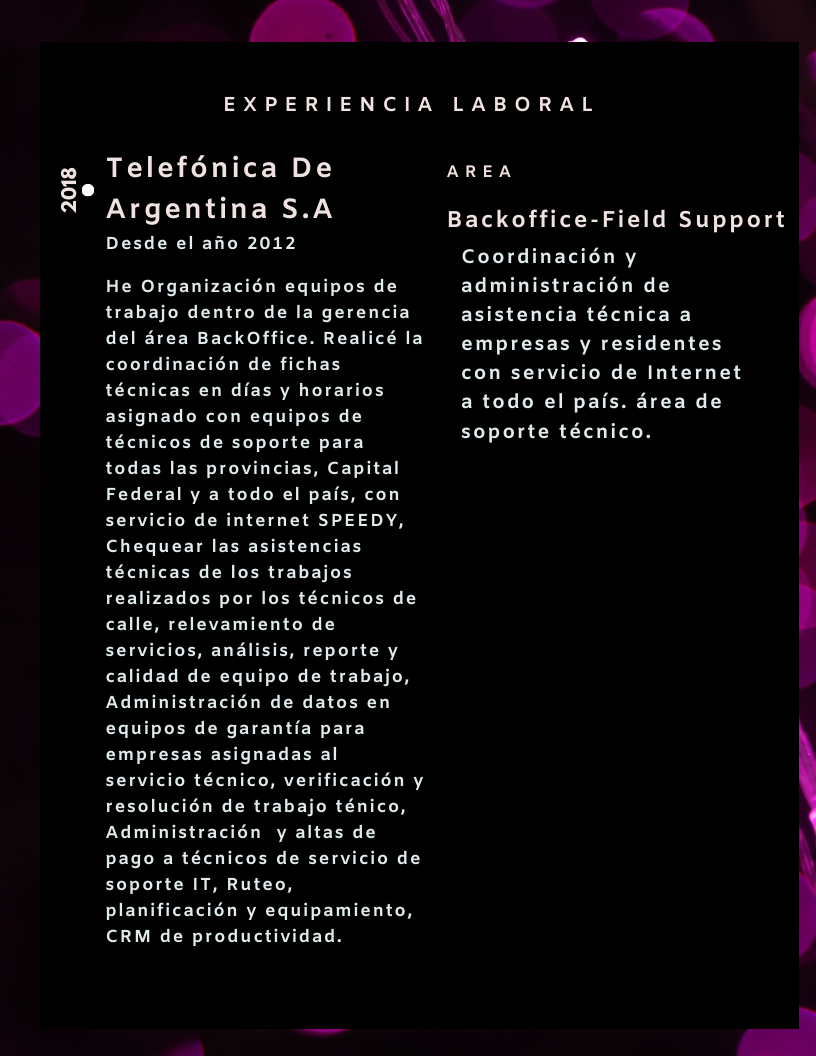 EXPERIENCIA LABORAL
2018
Telefónica De
Argentina S.A
Desde el año 2012
He Organización equipos de
trabajo dentro de la gerencia
del área BackOffice. Realicé la
coordinación de fichas
técnicas en días y horarios
asignado con equipos de
técnicos de soporte para
todas las provincias, Capital
Federal y a todo el país, con
servicio de internet SPEEDY,
Chequear las asistencias
técnicas de los trabajos
realizados por los técnicos de
calle, relevamiento de
servicios, análisis, reporte y
calidad de equipo de trabajo,
Administración de datos en
equipos de garantía para
empresas asignadas al
servicio técnico, verificación y
resolución de trabajo ténico,
Administración  y altas de
pago a técnicos de servicio de
soporte IT, Ruteo,
planificación y equipamiento,
CRM de productividad.
AREA
Backoffice-Field Support
Coordinación y
administración de
asistencia técnica a
empresas y residentes
con servicio de Internet
a todo el país. área de
soporte técnico.